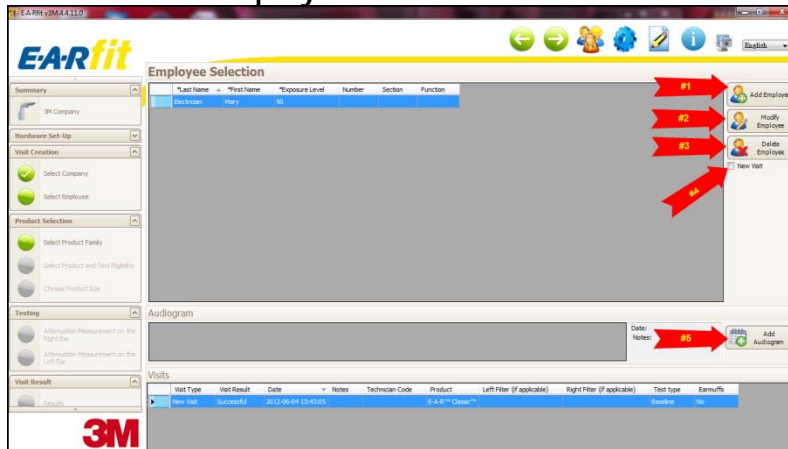 E-A-Rfit v3M.4.4.11.0
English
E·A·Rfit
Employee Selection
Summary
3M Company
Hardware Set-Up
Visit Creation
Select Company
Select Employee
Product Selection
Select Product Family
Select Product and Test Eligibility
Choose Product Size
Testing
Attenuation Measurement on the
Right Ear
Attenuation Measurement on the
Left Ear
Visit Result
Results
3M
*Last Name *First Name *Exposure Level Number Section Function
Electrician Mary 90
#1
Add Employe
#2
Modify
Employee
#3
Delete
Employee
New Visit
#4
Audiogram
Date:
Notes:
#5
Add
Audiogram
Visits
Visit Type Visit Result Date Notes Technician Code Product Left Filter (if applicable) Right Filter (if applicable) Test type Earmuffs
New Visit Successful 2012-06-04 13:43:05 E-A-R™ Classic™ Baseline No